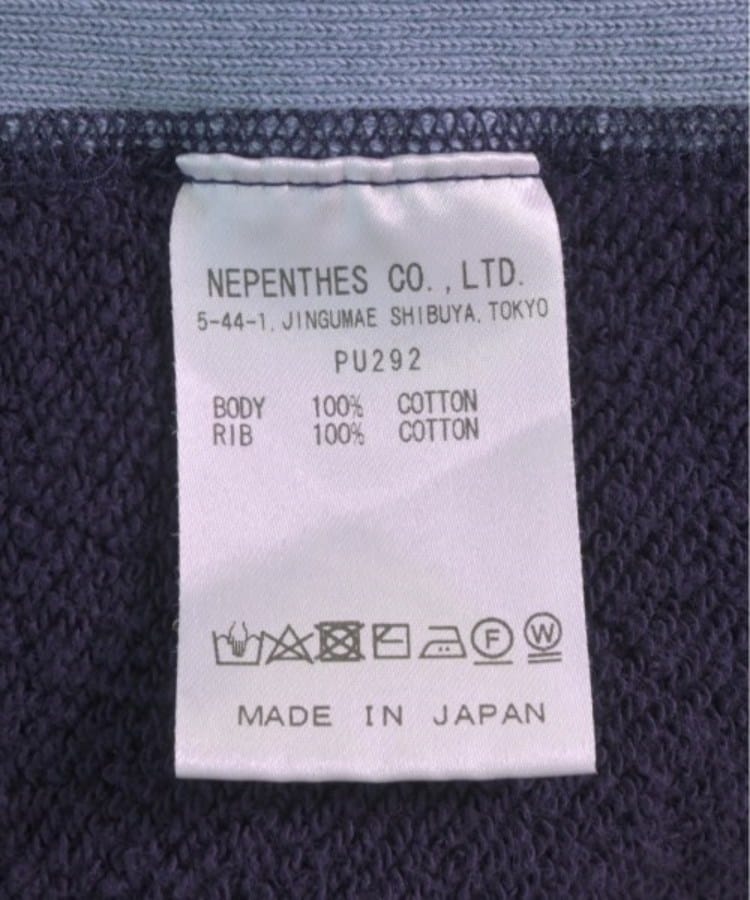 NEPENTHES CO.,LTD.
5-44-1, JINGUMAE SHIBUYA, TOKYO
PU292
BODY 100% COTTON
RIB 100% COTTON
F W
MADE IN JAPAN